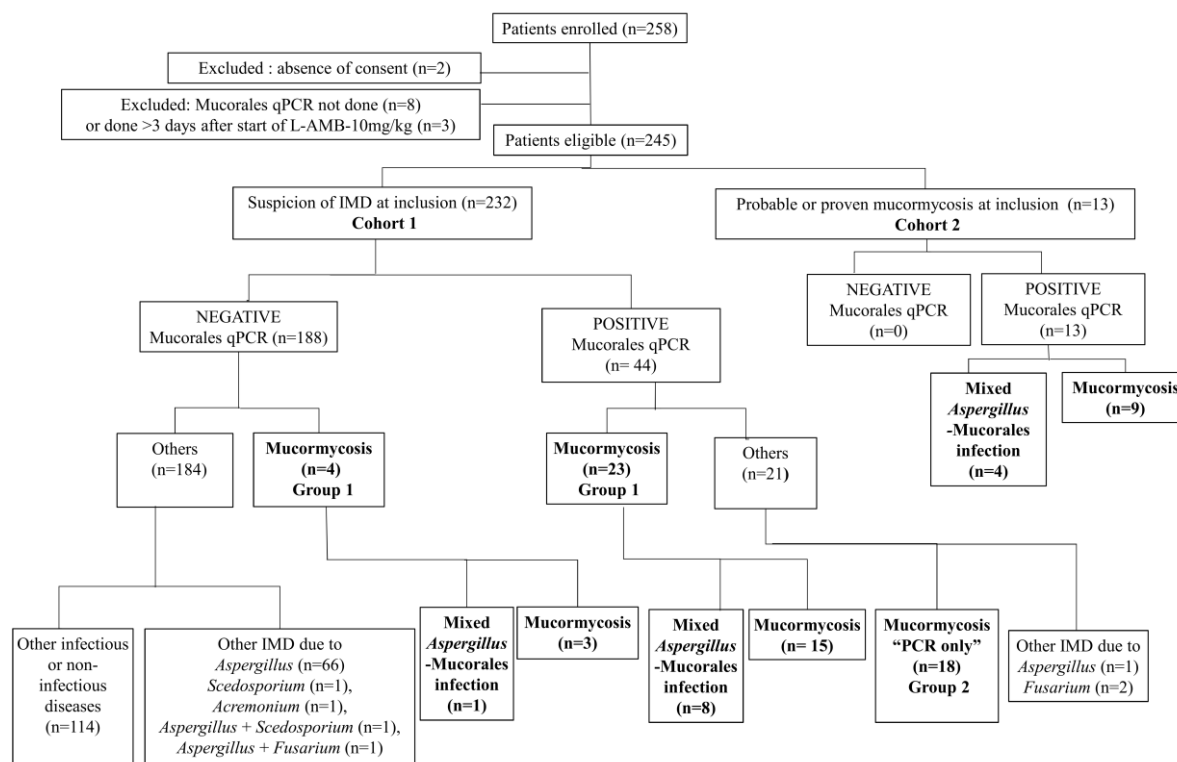 Patients enrolled (n=258)
Excluded : absence of consent (n=2)
Excluded: Mucorales qPCR not done (n=8)
or done >3 days after start of L-AMB-10mg/kg (n=3)
Patients eligible (n=245)
Suspicion of IMD at inclusion (n=232)
Cohort 1
Probable or proven mucormycosis at inclusion (n=13)
Cohort 2
NEGATIVE
Mucorales qPCR (n=188)
POSITIVE
Mucorales qPCR
(n= 44)
NEGATIVE
Mucorales qPCR
(n=0)
POSITIVE
Mucorales qPCR
(n=13)
Others
(n=184)
Mucormycosis
(n=4)
Group 1
Mucormycosis
(n=23)
Group 1
Others
(n=21)
Mixed
Aspergillus
-Mucorales
infection
(n=4)
Mucormycosis
(n=9)
Other infectious
or non-
infectious
diseases
(n=114)
Other IMD due to
Aspergillus (n=66)
Scedosporium (n=1),
Acremonium (n=1),
Aspergillus + Scedosporium (n=1),
Aspergillus + Fusarium (n=1)
Mixed
Aspergillus
-Mucorales
infection
(n=1)
Mucormycosis
(n=3)
Mixed
Aspergillus
-Mucorales
infection
(n=8)
Mucormycosis
(n= 15)
Mucormycosis
“PCR only”
(n=18)
Group 2
Other IMD due to
Aspergillus (n=1)
Fusarium (n=2)